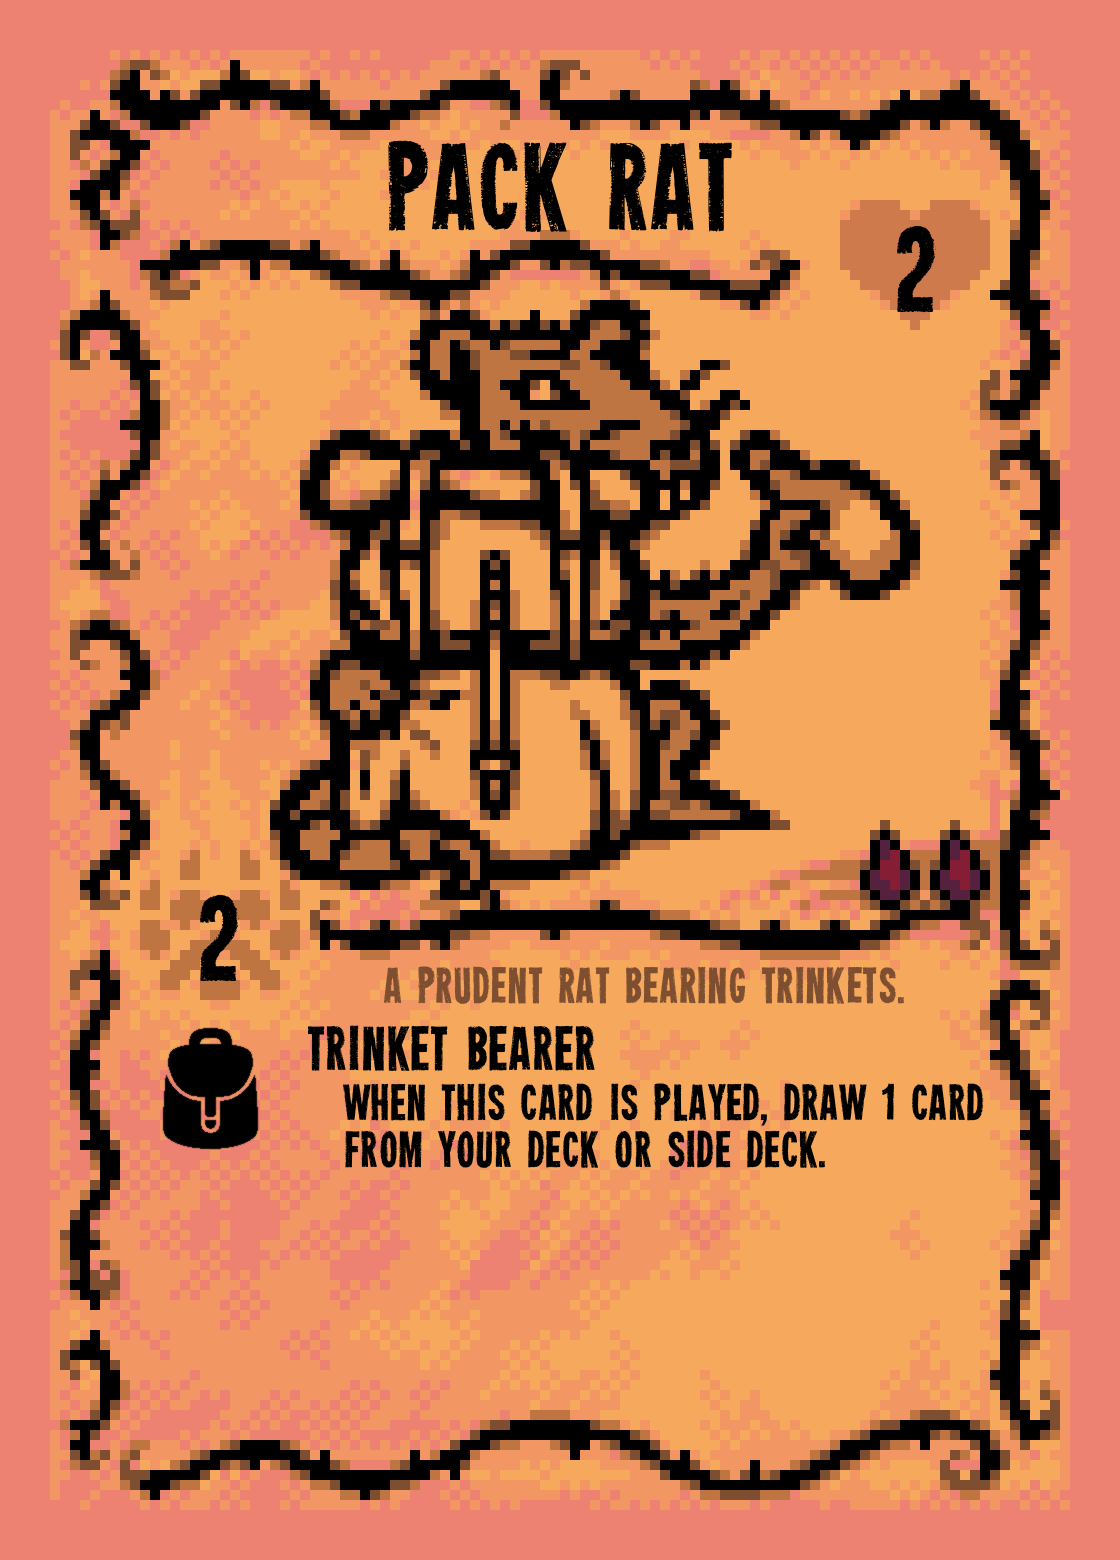 PACK RAT
2
2
A PRUDENT RAT BEARING TRINKETS.
TRINKET BEARER
WHEN THIS CARD IS PLAYED, DRAW 1 CARD
FROM YOUR DECK OR SIDE DECK.